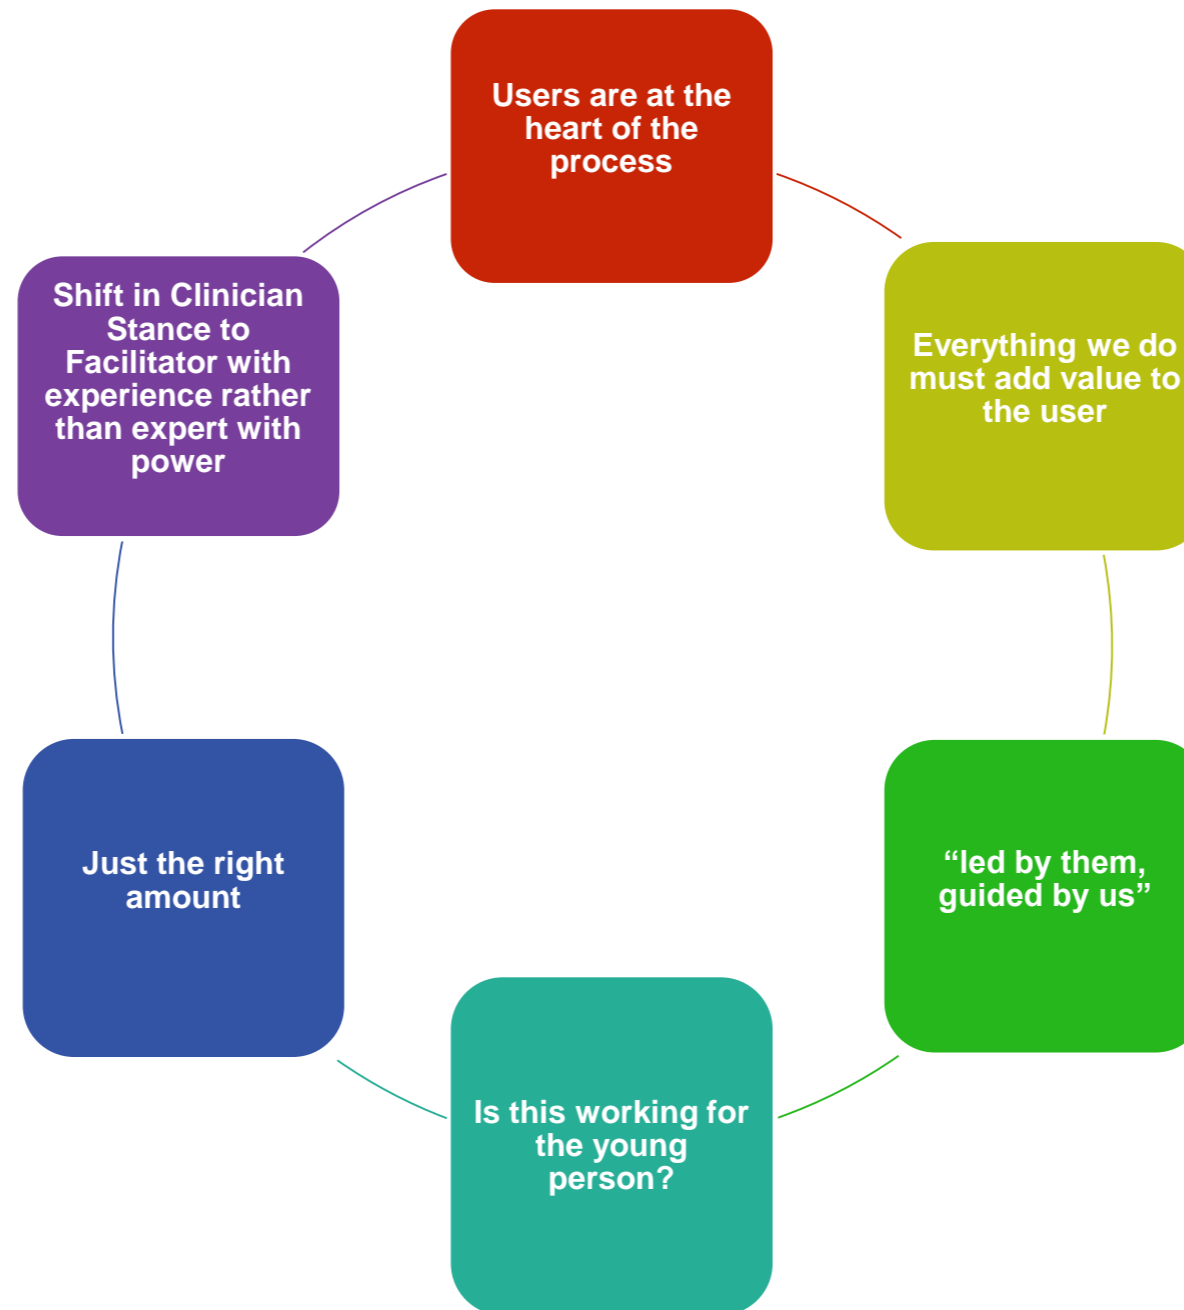 Users are at the
heart of the
process
Everything we do
must add value to
the user
“led by them,
guided by us”
Is this working for
the young
person?
Just the right
amount
Shift in Clinician
Stance to
Facilitator with
experience rather
than expert with
power